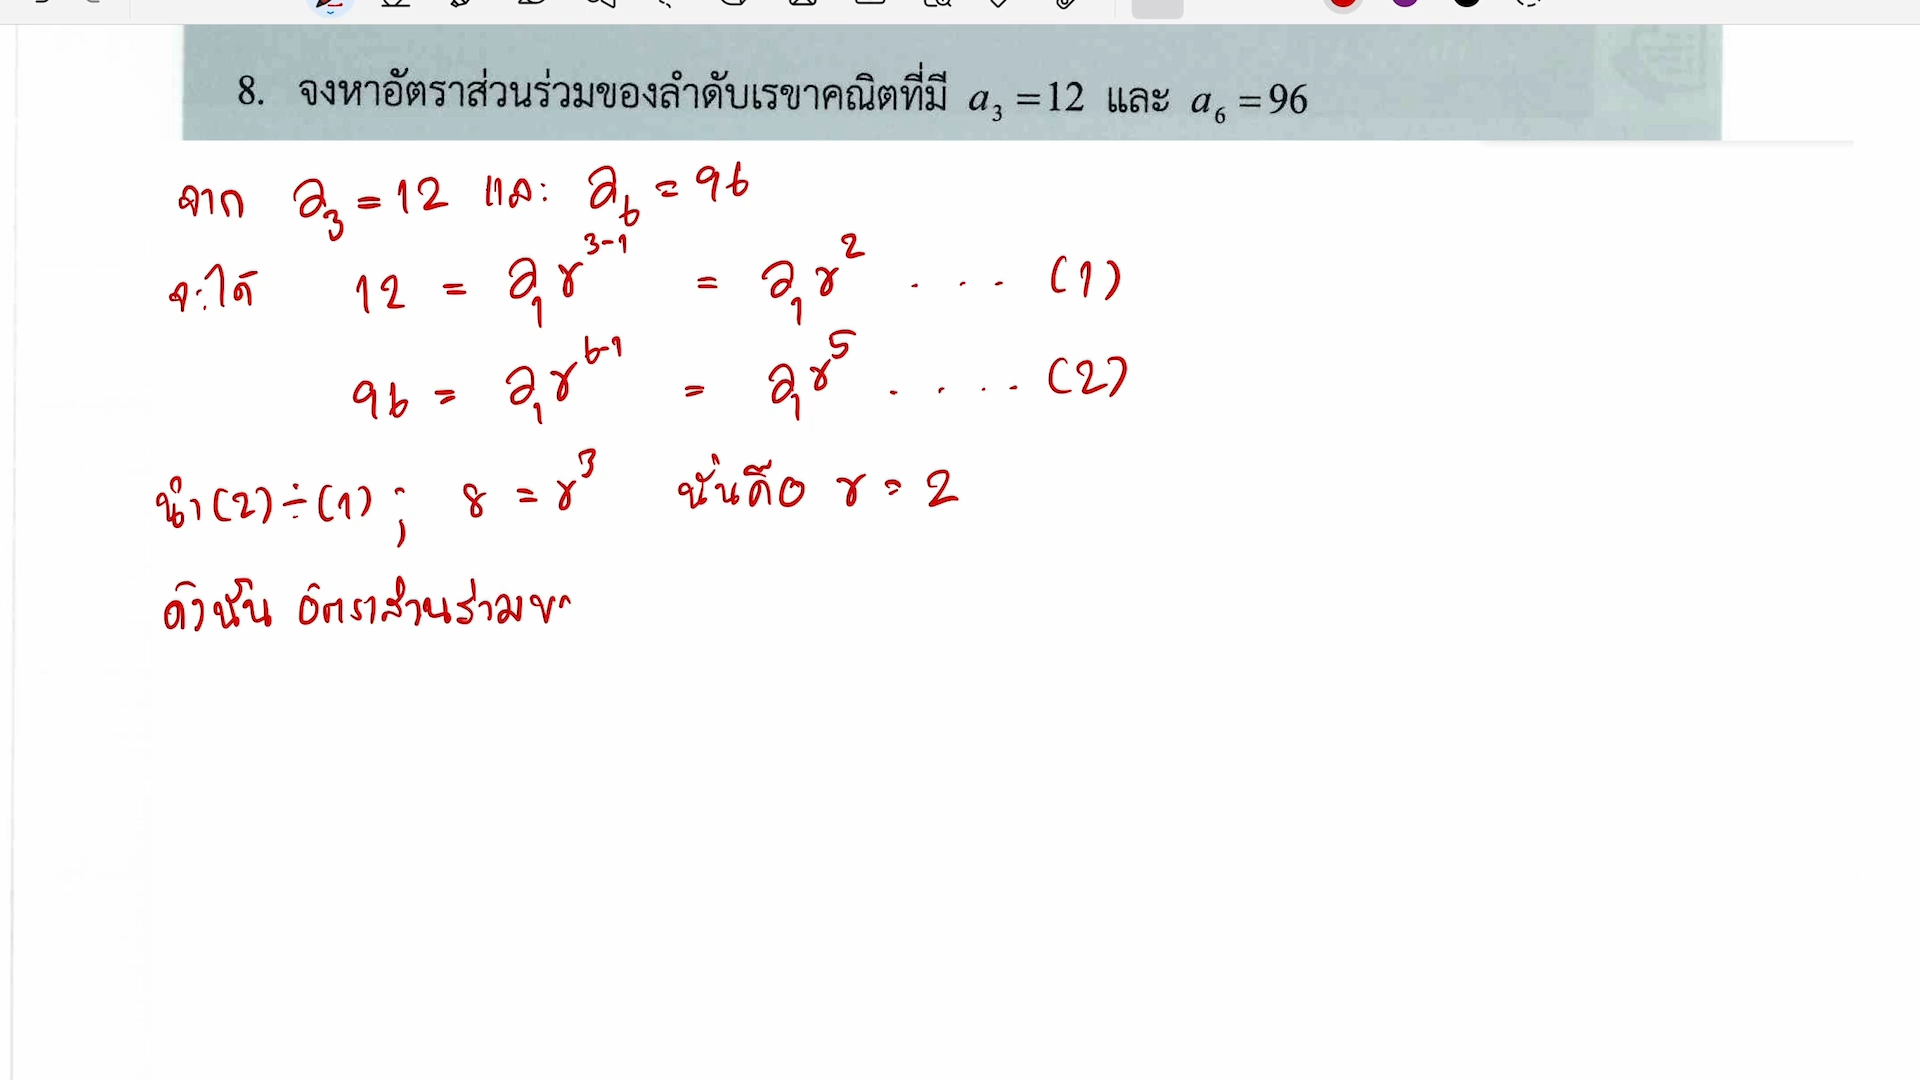 8. จงหาอัตราส่วนร่วมของลำดับเรขาคณิตที่มี a₃ = 12 และ a₆ = 96
จาก a₃ = 12 และ a₆ = 96
จะได้ 12 = a₁r³⁻¹ = a₁r² . . . (1)
96 = a₁r⁶⁻¹ = a₁r⁵ . . . . (2)
นำ (2) ÷ (1) ; 8 = r³ นั่นคือ r = 2
ดังนั้น อัตราส่วนร่วมข